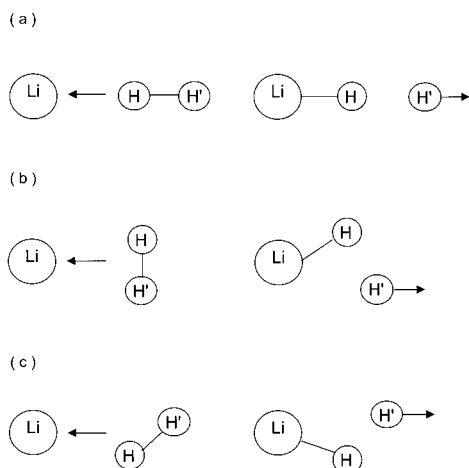 ( a )
Li H H' Li H H'
( b )
Li H H' Li H H'
( c )
Li H H' Li H H'